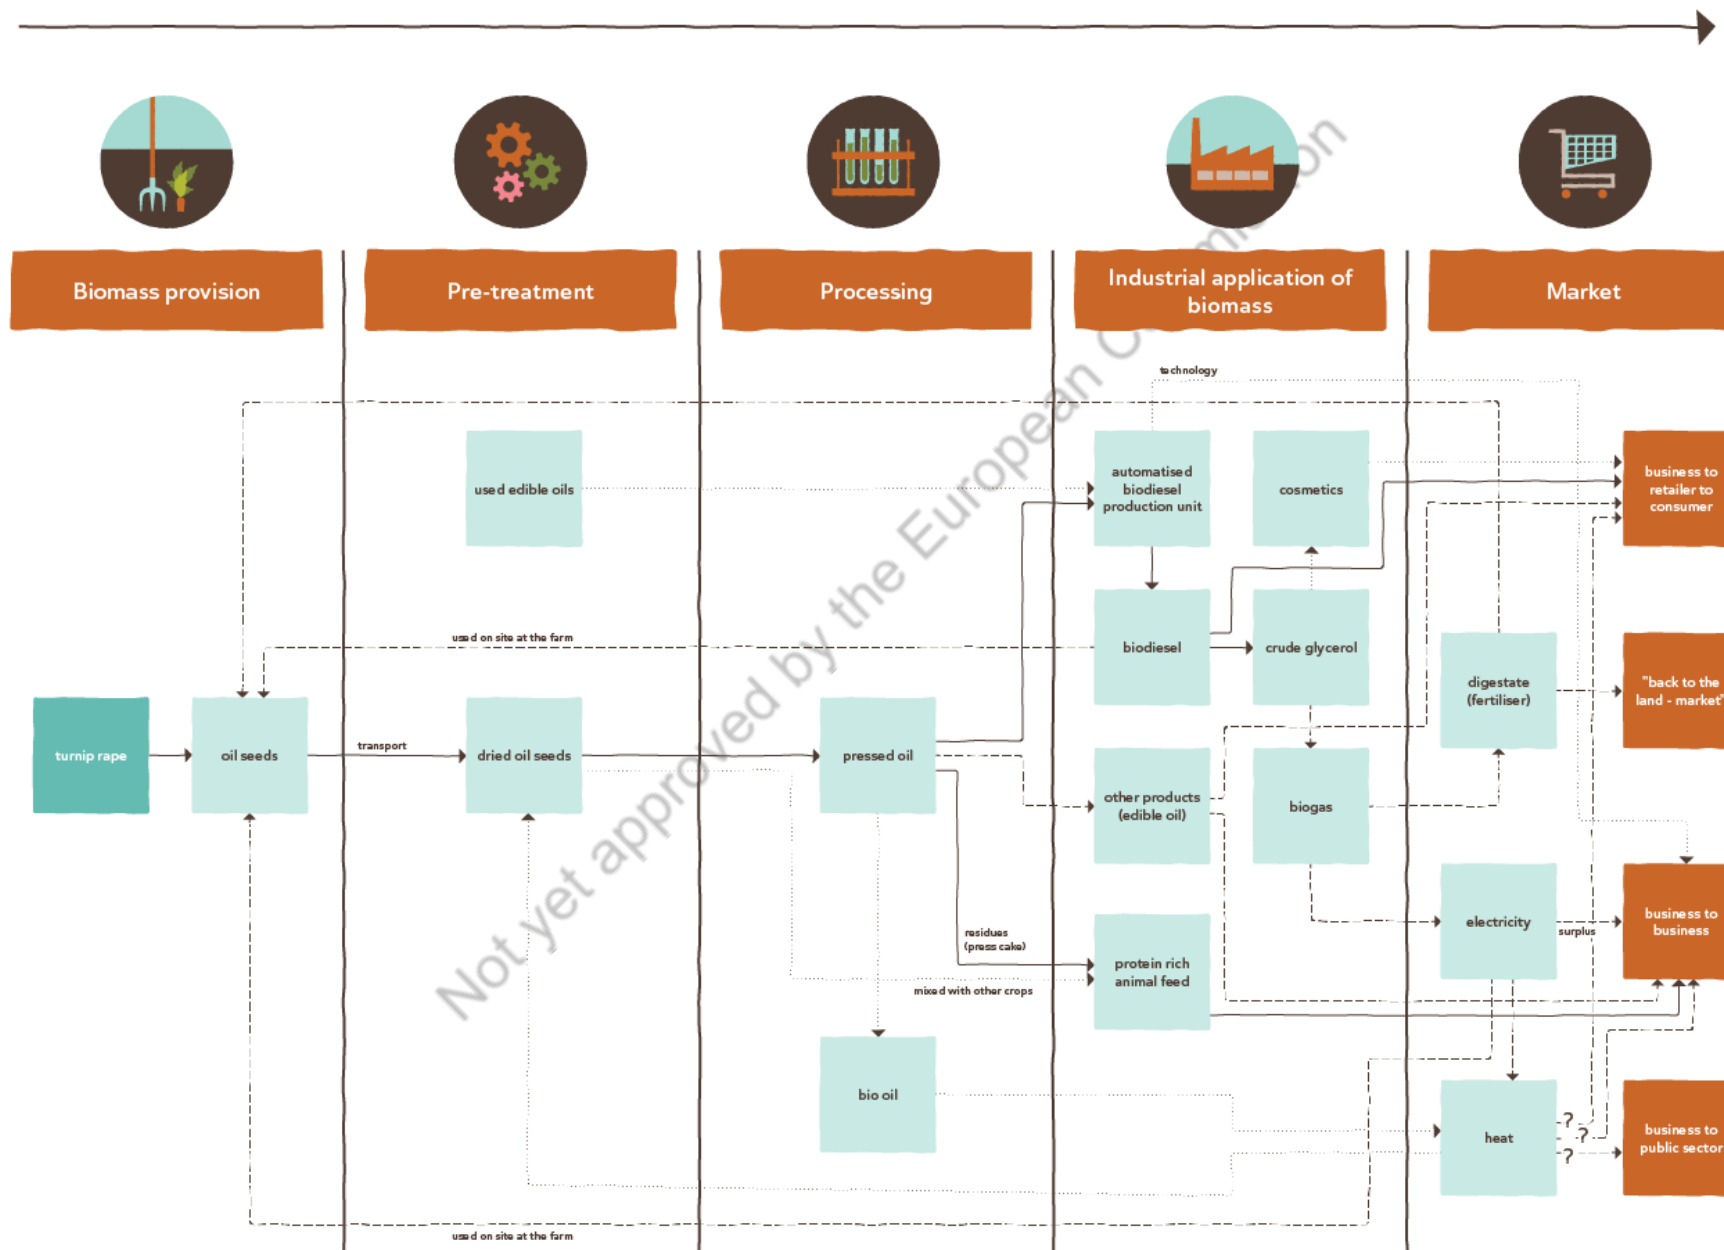 Biomass provision
Pre-treatment
Processing
Industrial application of
biomass
Market
technology
used edible oils
automatised
biodiesel
production unit
cosmetics
business to
retailer to
consumer
used on site at the farm
biodiesel
crude glycerol
digestate
(fertiliser)
"back to the
land - market"
turnip rape
oil seeds
transport
dried oil seeds
pressed oil
other products
(edible oil)
biogas
residues
(press cake)
mixed with other crops
protein rich
animal feed
electricity
surplus
business to
business
bio oil
heat
?
?
?
business to
public sector
used on site at the farm
Not yet approved by the European Commission